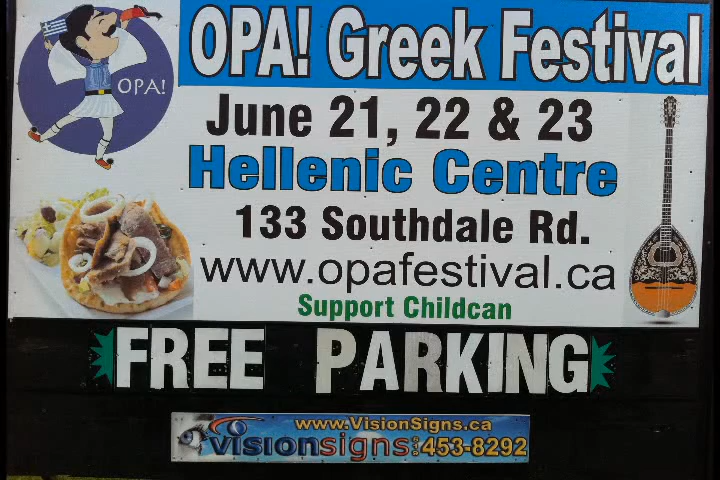 OPA!
OPA! Greek Festival
June 21, 22 & 23
Hellenic Centre
133 Southdale Rd.
www.opafestival.ca
Support Childcan
FREE PARKING
www.VisionSigns.ca
visionsigns 519 453-8292